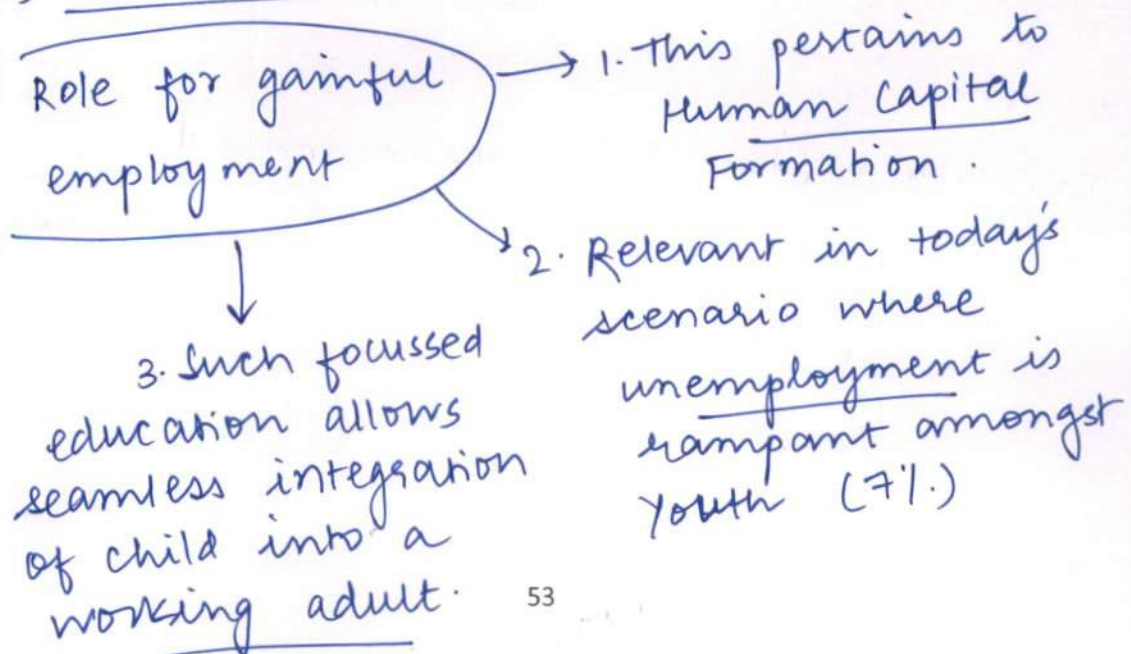 Role for gainful
employment
1. This pertains to
Human Capital
Formation.
2. Relevant in today's
scenario where
unemployment is
rampant amongst
Youth (7%.)
3. Such focussed
education allows
seamless integration
of child into a
working adult.
53